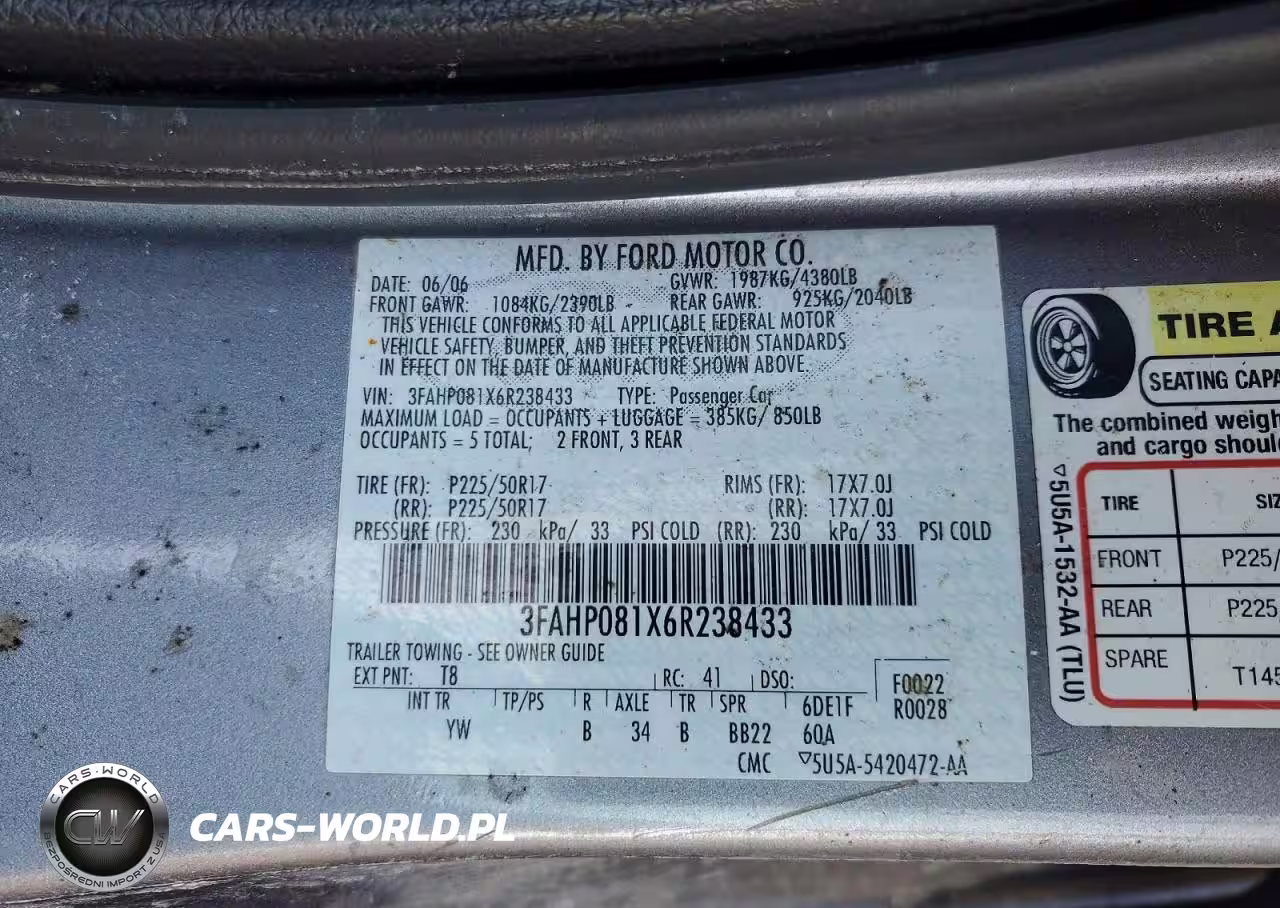 MFD. BY FORD MOTOR CO.
DATE: 06/06 GVWR: 1987KG/4380LB
FRONT GAWR: 1084KG/2390LB REAR GAWR: 925KG/2040LB
THIS VEHICLE CONFORMS TO ALL APPLICABLE FEDERAL MOTOR
VEHICLE SAFETY, BUMPER, AND THEFT PREVENTION STANDARDS
IN EFFECT ON THE DATE OF MANUFACTURE SHOWN ABOVE.
VIN: 3FAHP081X6R238433 TYPE: Passenger Car
MAXIMUM LOAD = OCCUPANTS + LUGGAGE = 385KG/ 850LB
OCCUPANTS = 5 TOTAL; 2 FRONT, 3 REAR
TIRE (FR): P225/50R17 RIMS (FR): 17X7.0J
(RR): P225/50R17 (RR): 17X7.0J
PRESSURE (FR): 230 kPa/ 33 PSI COLD (RR): 230 kPa/ 33 PSI COLD
3FAHP081X6R238433
TRAILER TOWING - SEE OWNER GUIDE
EXT PNT: T8 RC: 41 DSO: F0022
INT TR TP/PS R AXLE TR SPR 6DE1F R0028
YW B 34 B BB22 60A
CMC ▽5U5A-5420472-AA
TIRE A
SEATING CAPA
The combined weigh
and cargo shoul
TIRE SIZ
FRONT P225/
REAR P225/
SPARE T145
▽5U5A-1532-AA (TLU)
CARS-WORLD
CW
BEZPOŚREDNI IMPORT Z USA
CARS-WORLD.PL